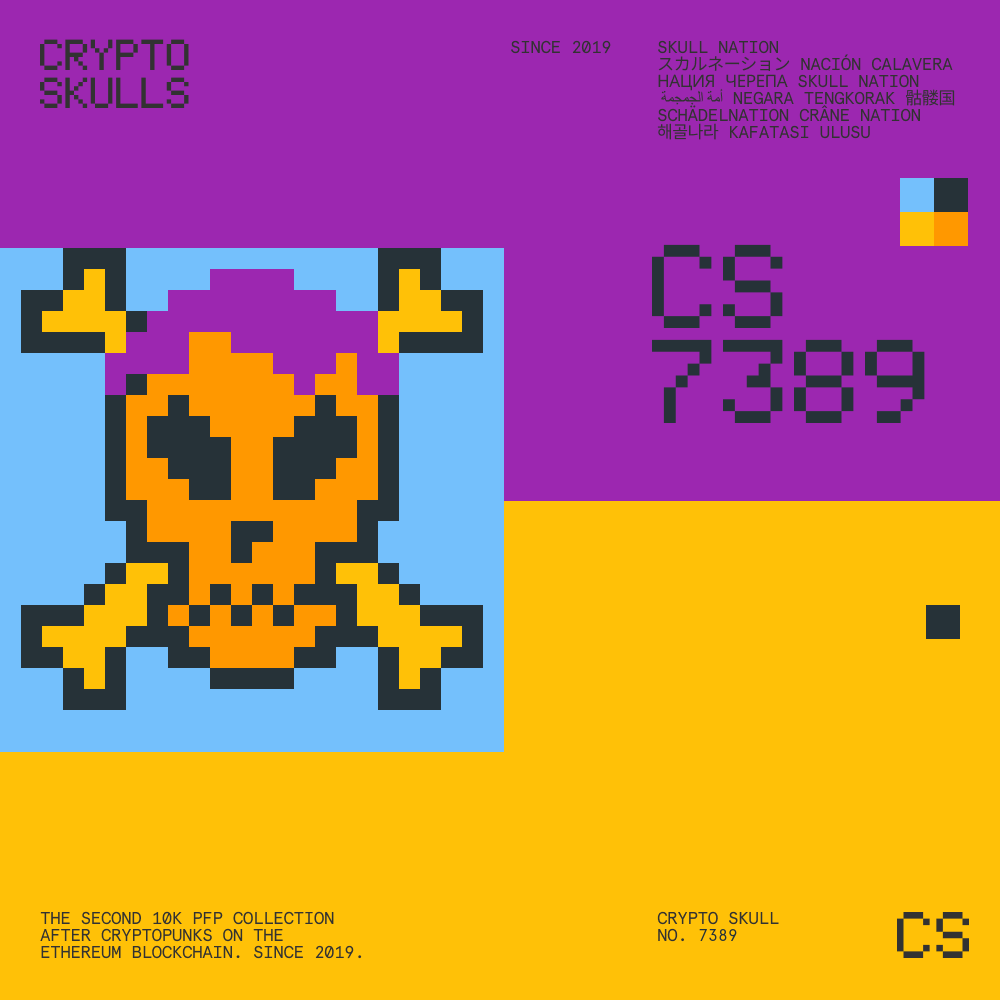 CRYPTO
SKULLS
SINCE 2019
SKULL NATION
スカルネーション NACIÓN CALAVERA
НАЦИЯ ЧЕРЕПА SKULL NATION
أمة الجمجمة NEGARA TENGKORAK 骷髅国
SCHÄDELNATION CRÂNE NATION
해골나라 KAFATASI ULUSU
CS
7389
THE SECOND 10K PFP COLLECTION
AFTER CRYPTOPUNKS ON THE
ETHEREUM BLOCKCHAIN. SINCE 2019.
CRYPTO SKULL
NO. 7389
CS